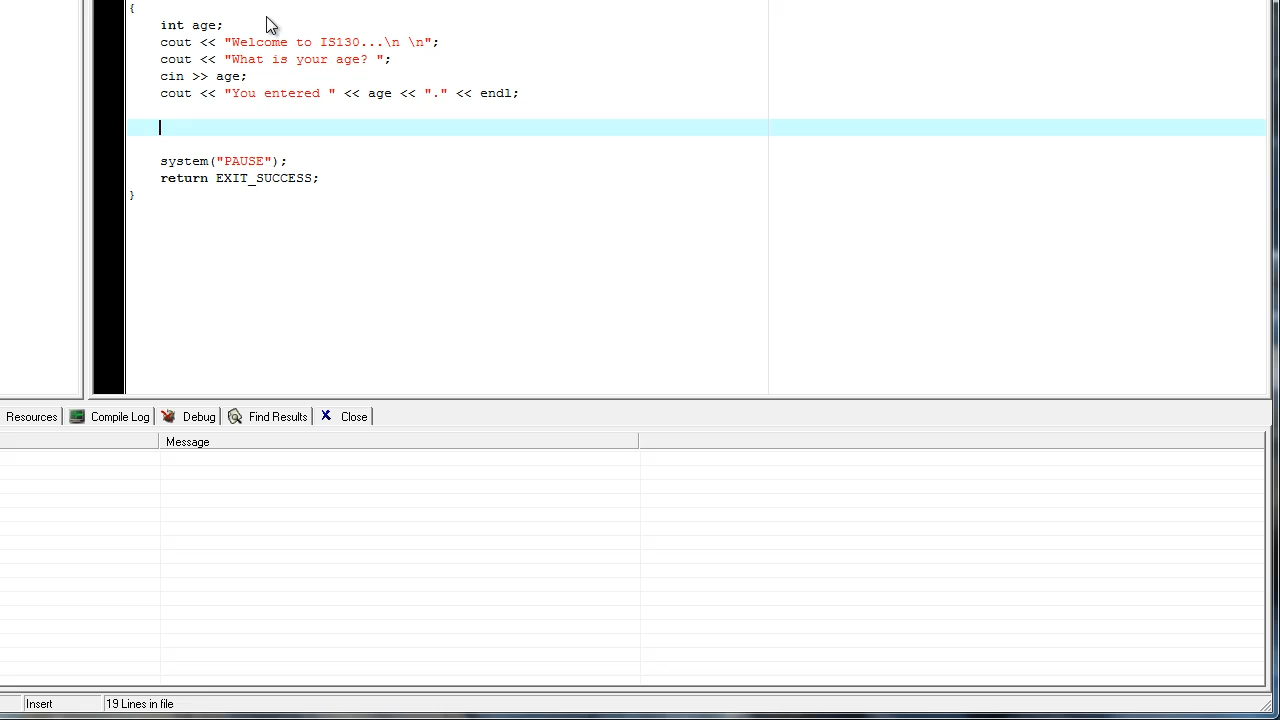 {
int age;
cout << "Welcome to IS130...\n \n";
cout << "What is your age? ";
cin >> age;
cout << "You entered " << age << "." << endl;
system("PAUSE");
return EXIT_SUCCESS;
}
Resources Compile Log Debug Find Results Close
Message
Insert 19 Lines in file